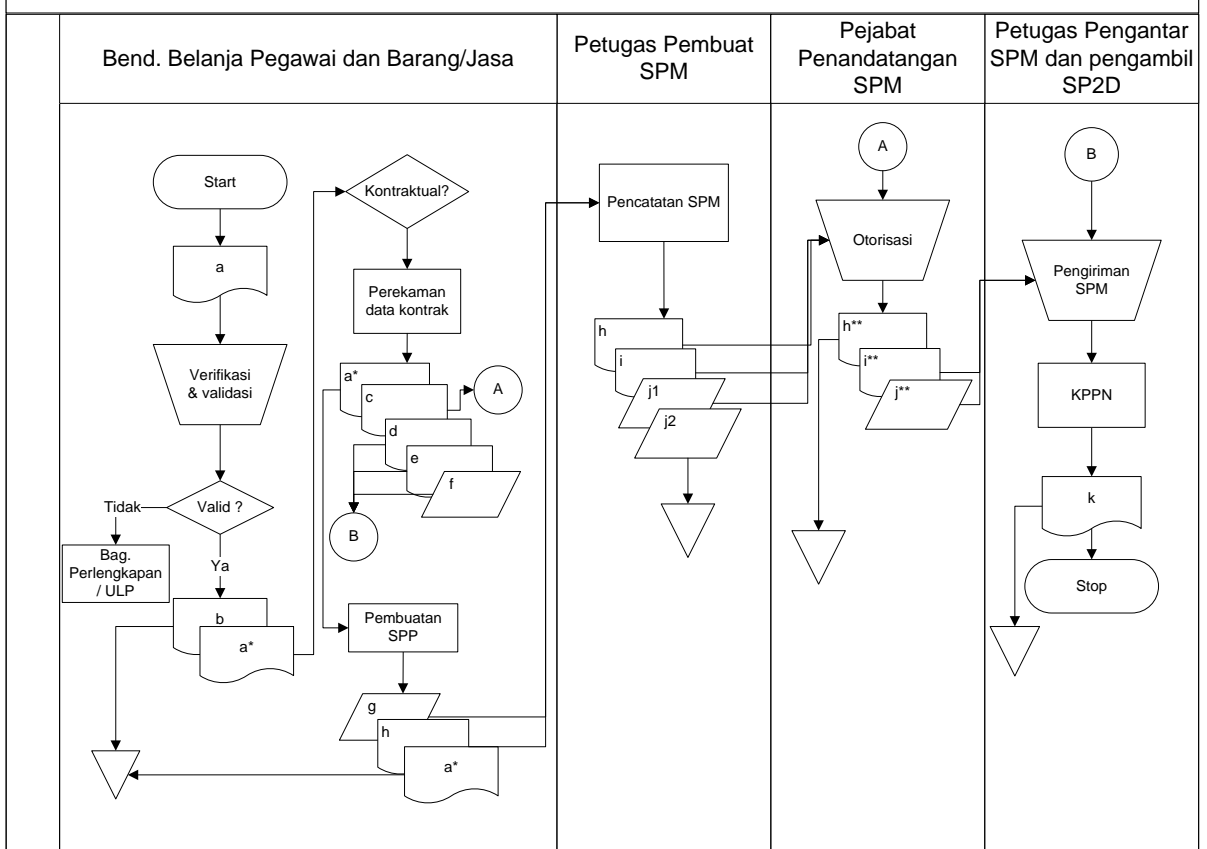 Bend. Belanja Pegawai dan Barang/Jasa
Petugas Pembuat
SPM
Pejabat
Penandatangan
SPM
Petugas Pengantar
SPM dan pengambil
SP2D
Start
a
Verifikasi
& validasi
Valid ?
Tidak
Bag.
Perlengkapan
/ ULP
Ya
b
a*
Kontraktual?
Perekaman
data kontrak
a*
c
A
d
e
f
B
Pembuatan
SPP
g
h
a*
Pencatatan SPM
h
i
j1
j2
A
Otorisasi
h**
i**
j**
B
Pengiriman
SPM
KPPN
k
Stop